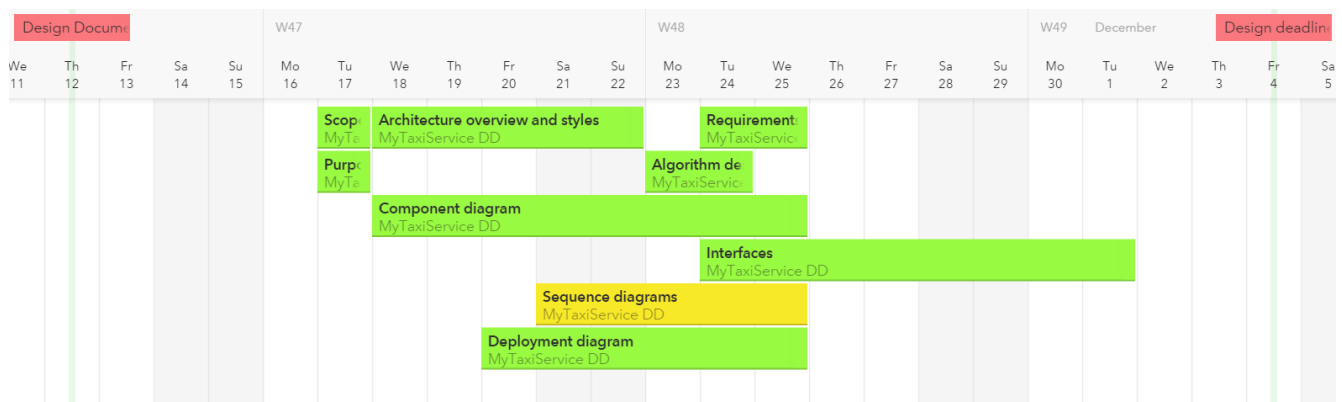 Design Docume
W47
W48
W49 December
Design deadlin
We Th Fr Sa Su Mo Tu We Th Fr Sa Su Mo Tu We Th Fr Sa Su Mo Tu We Th Fr Sa
11 12 13 14 15 16 17 18 19 20 21 22 23 24 25 26 27 28 29 30 1 2 3 4 5
Scop Architecture overview and styles Requirement
MyTa MyTaxiService DD MyTaxiServic
Purpo Algorithm de
MyTa MyTaxiServic
Component diagram
MyTaxiService DD
Interfaces
MyTaxiService DD
Sequence diagrams
MyTaxiService DD
Deployment diagram
MyTaxiService DD